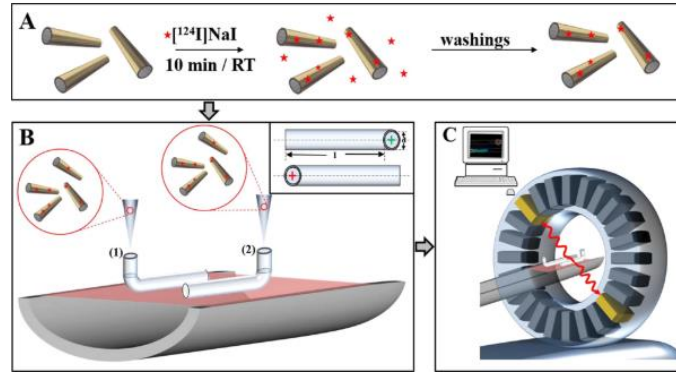 A
★[¹²⁴I]NaI
10 min / RT
washings
B
(1)
(2)
l
+
+
C